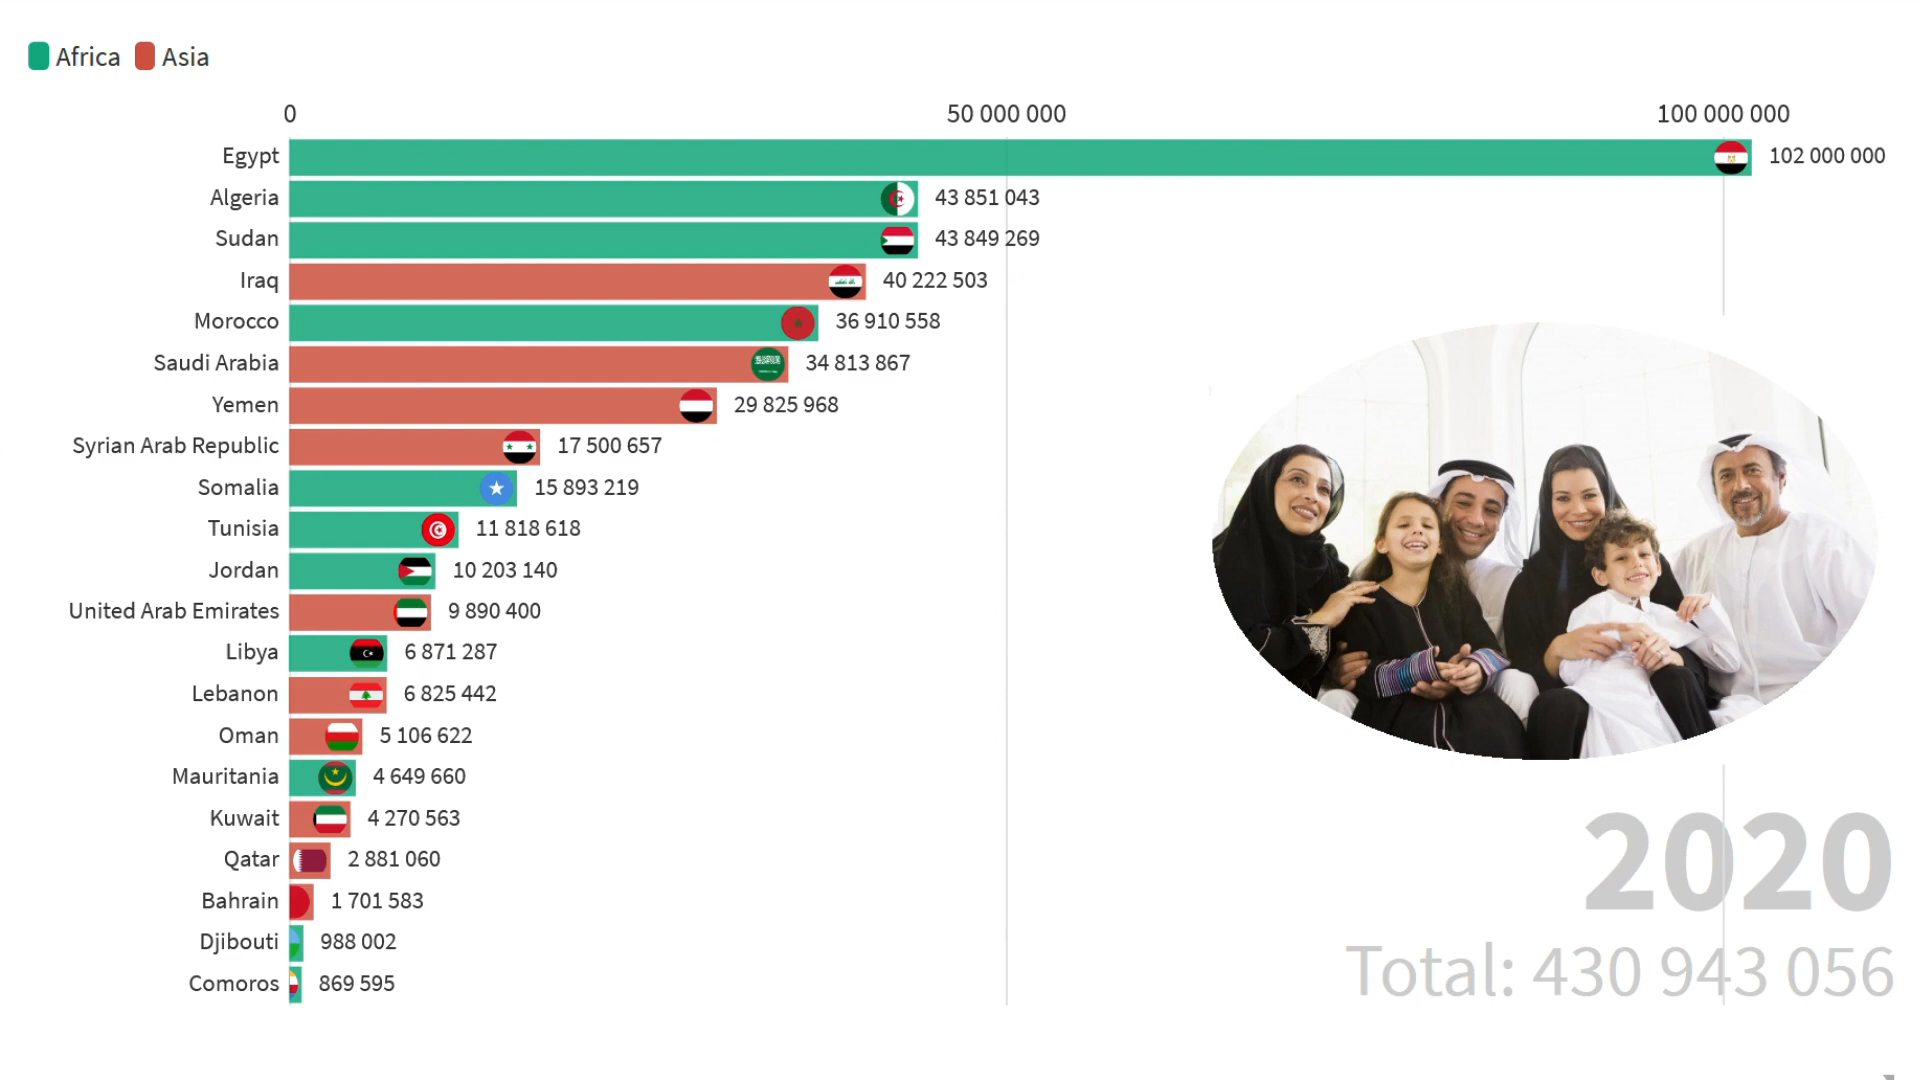 Africa Asia
0 50 000 000 100 000 000
Egypt 102 000 000
Algeria 43 851 043
Sudan 43 849 269
Iraq 40 222 503
Morocco 36 910 558
Saudi Arabia 34 813 867
Yemen 29 825 968
Syrian Arab Republic 17 500 657
Somalia 15 893 219
Tunisia 11 818 618
Jordan 10 203 140
United Arab Emirates 9 890 400
Libya 6 871 287
Lebanon 6 825 442
Oman 5 106 622
Mauritania 4 649 660
Kuwait 4 270 563
Qatar 2 881 060
Bahrain 1 701 583
Djibouti 988 002
Comoros 869 595
2020
Total: 430 943 056